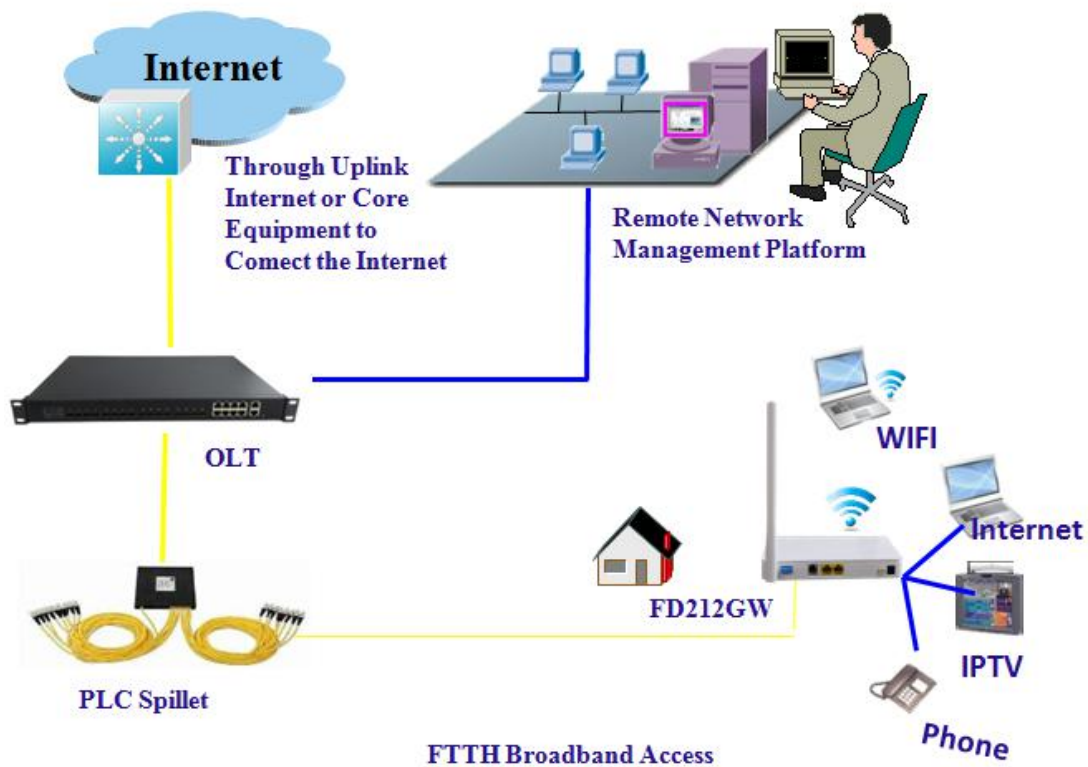 Internet
Through Uplink
Internet or Core
Equipment to
Comect the Internet
Remote Network
Management Platform
OLT
WIFI
Internet
FD212GW
IPTV
PLC Spillet
Phone
FTTH Broadband Access